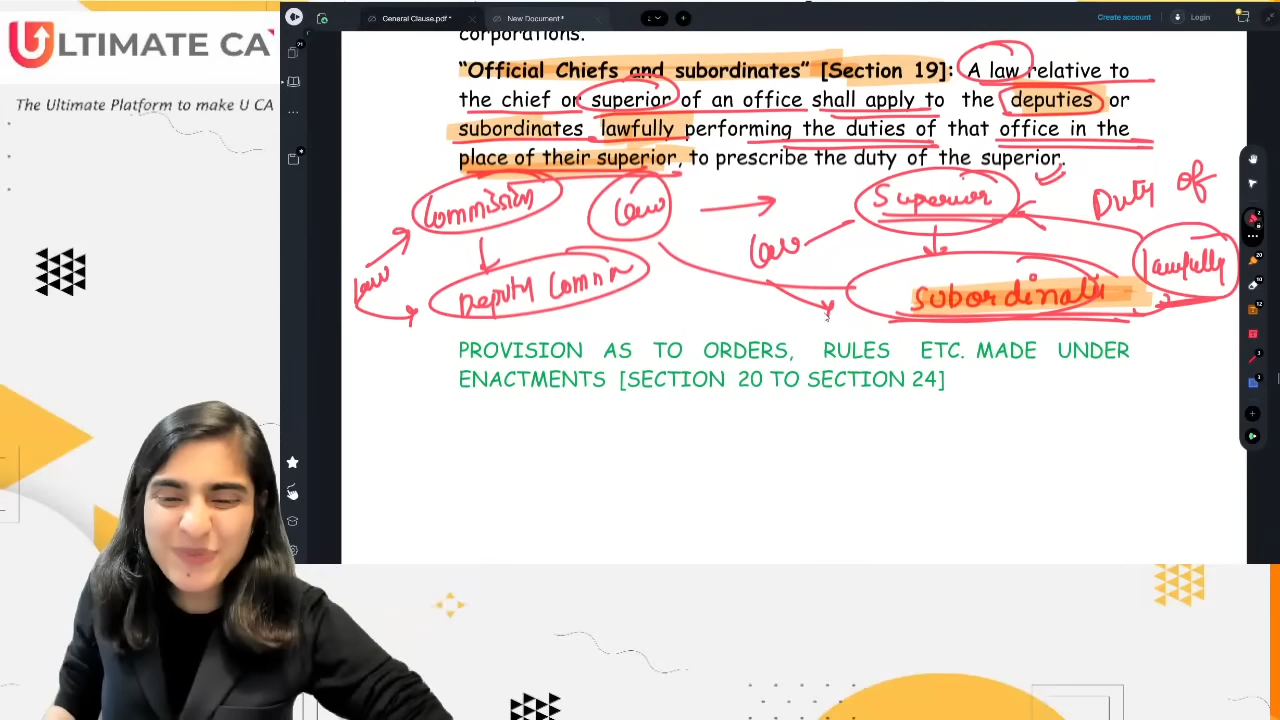 ULTIMATE CA
The Ultimate Platform to make U CA
General Clause.pdf *
New Document*
2
Create account
Login
corporations.
"Official Chiefs and subordinates" [Section 19]: A law relative to
the chief or superior of an office shall apply to the deputies or
subordinates lawfully performing the duties of that office in the
place of their superior, to prescribe the duty of the superior.
Commission
law
Superior
Duty of
law
law
lawfully
Deputy Commn
subordinate
PROVISION AS TO ORDERS, RULES ETC. MADE UNDER
ENACTMENTS [SECTION 20 TO SECTION 24]